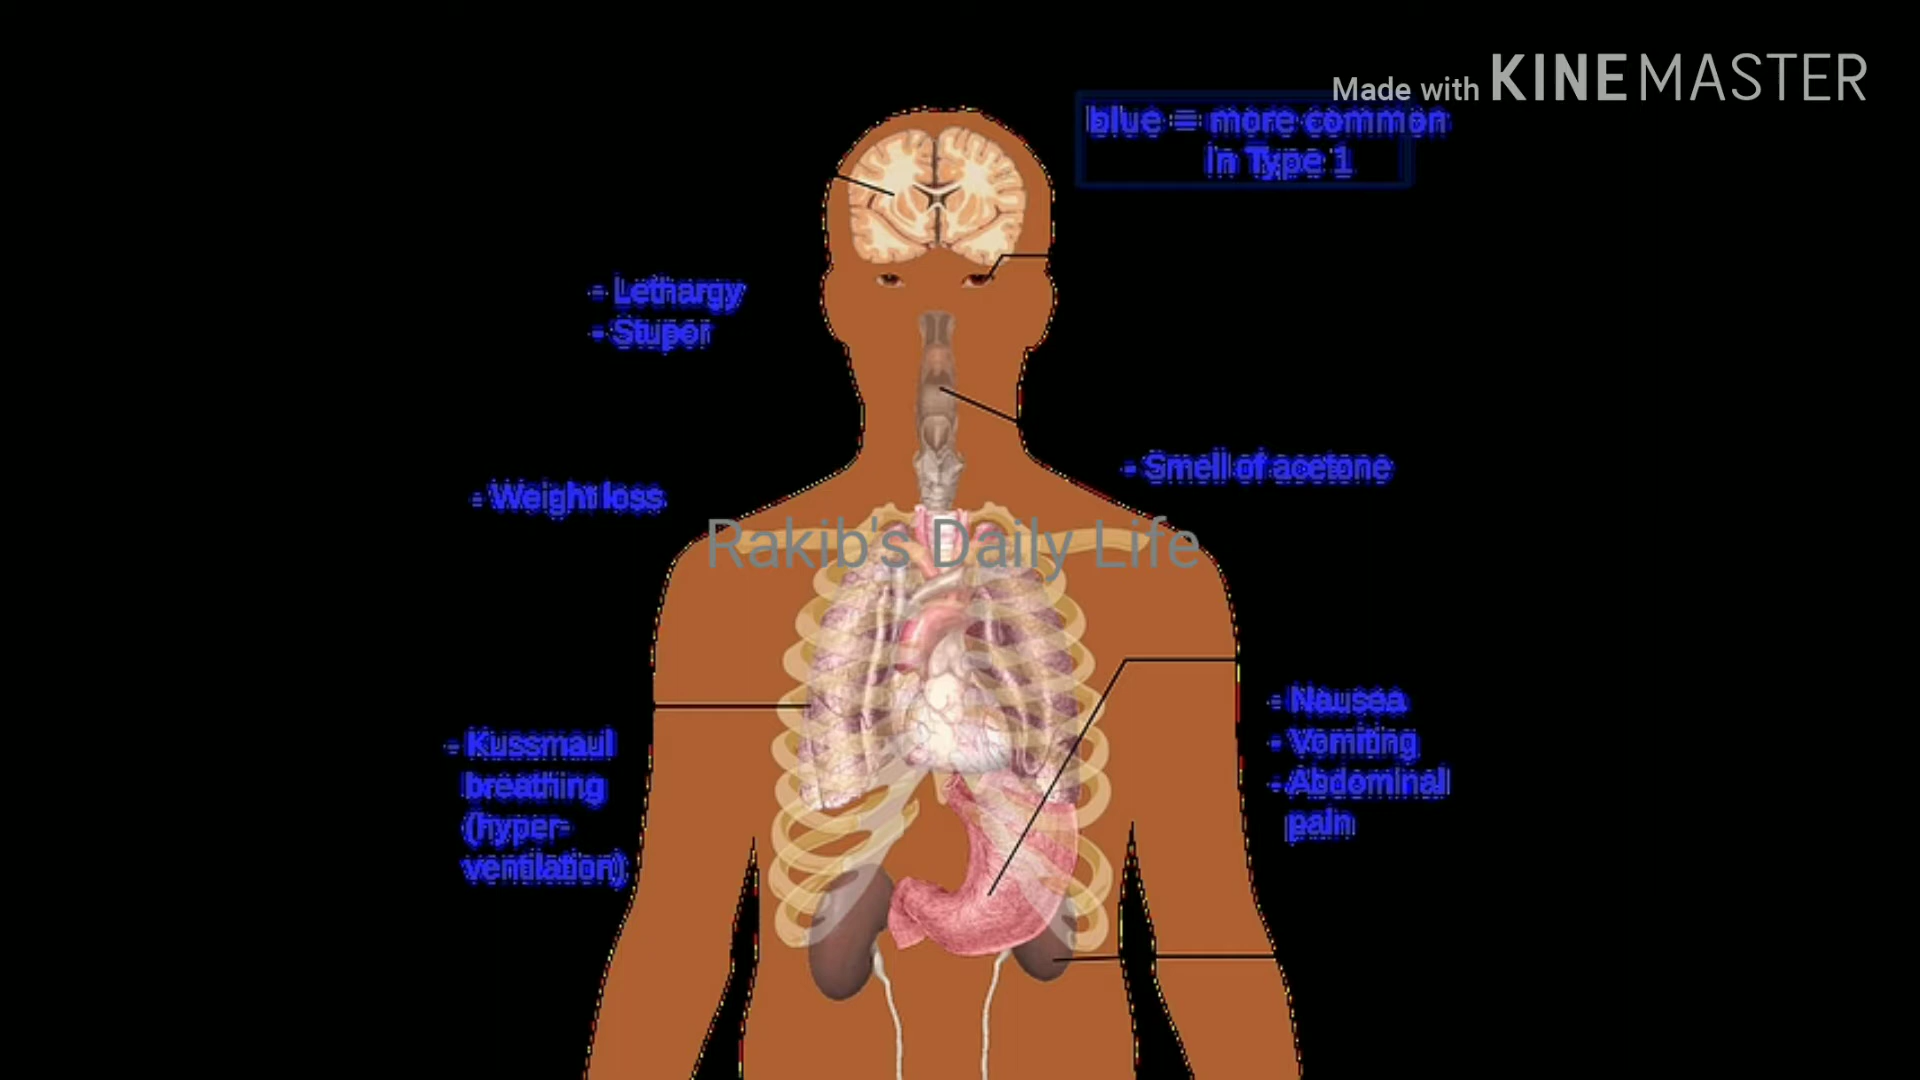 Made with KINEMASTER
blue = more common
in Type 1
- Lethargy
- Stupor
- Smell of acetone
- Weight loss
Rakib's Daily Life
- Nausea
- Vomiting
- Abdominal
pain
- Kussmaul
breathing
(hyper-
ventilation)